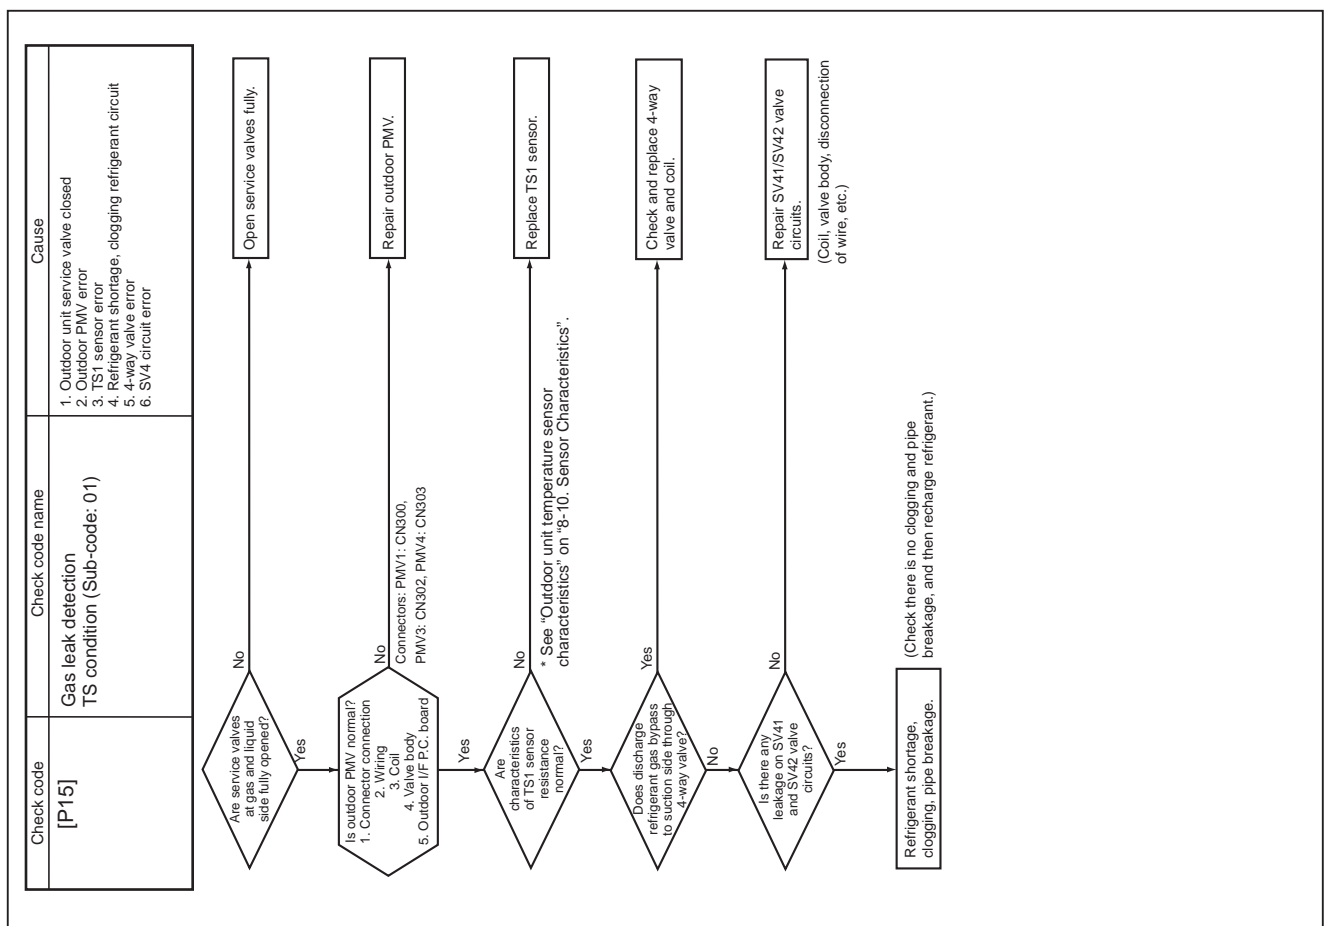 Check code
Check code name
Cause
[P15]
Gas leak detection
TS condition (Sub-code: 01)
1. Outdoor unit service valve closed
2. Outdoor PMV error
3. TS1 sensor error
4. Refrigerant shortage, clogging refrigerant circuit
5. 4-way valve error
6. SV4 circuit error
Are service valves
at gas and liquid
side fully opened?
No
Open service valves fully.
Yes
Is outdoor PMV normal?
1. Connector connection
2. Wiring
3. Coil
4. Valve body
5. Outdoor I/F P.C. board
No
Connectors: PMV1: CN300,
PMV3: CN302, PMV4: CN303
Repair outdoor PMV.
Yes
Are
characteristics
of TS1 sensor
resistance
normal?
No
Replace TS1 sensor.
* See “Outdoor unit temperature sensor
characteristics” on “8-10. Sensor Characteristics”.
Yes
Does discharge
refrigerant gas bypass
to suction side through
4-way valve?
Yes
Check and replace 4-way
valve and coil.
No
Is there any
leakage on SV41
and SV42 valve
circuits?
No
Repair SV41/SV42 valve
circuits.
(Coil, valve body, disconnection
of wire, etc.)
Yes
Refrigerant shortage,
clogging, pipe breakage.
(Check there is no clogging and pipe
breakage, and then recharge refrigerant.)